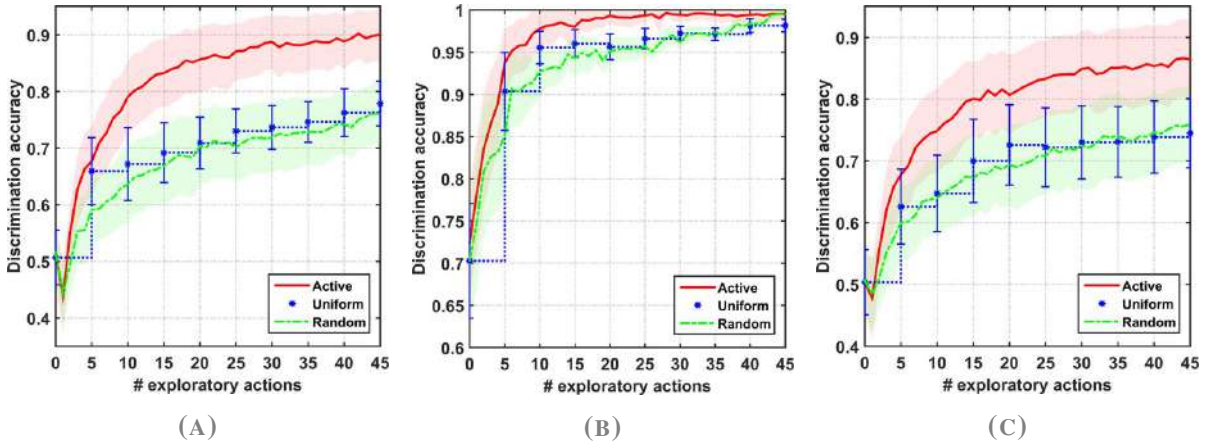 0.9
0.8
0.7
0.6
0.5
0.4
Discrimination accuracy
0 5 10 15 20 25 30 35 40 45
# exploratory actions
Active
Uniform
Random
(A)
1
0.95
0.9
0.85
0.8
0.75
0.7
0.65
0.6
Discrimination accuracy
0 5 10 15 20 25 30 35 40 45
# exploratory actions
Active
Uniform
Random
(B)
0.9
0.8
0.7
0.6
0.5
0.4
Discrimination accuracy
0 5 10 15 20 25 30 35 40 45
# exploratory actions
Active
Uniform
Random
(C)